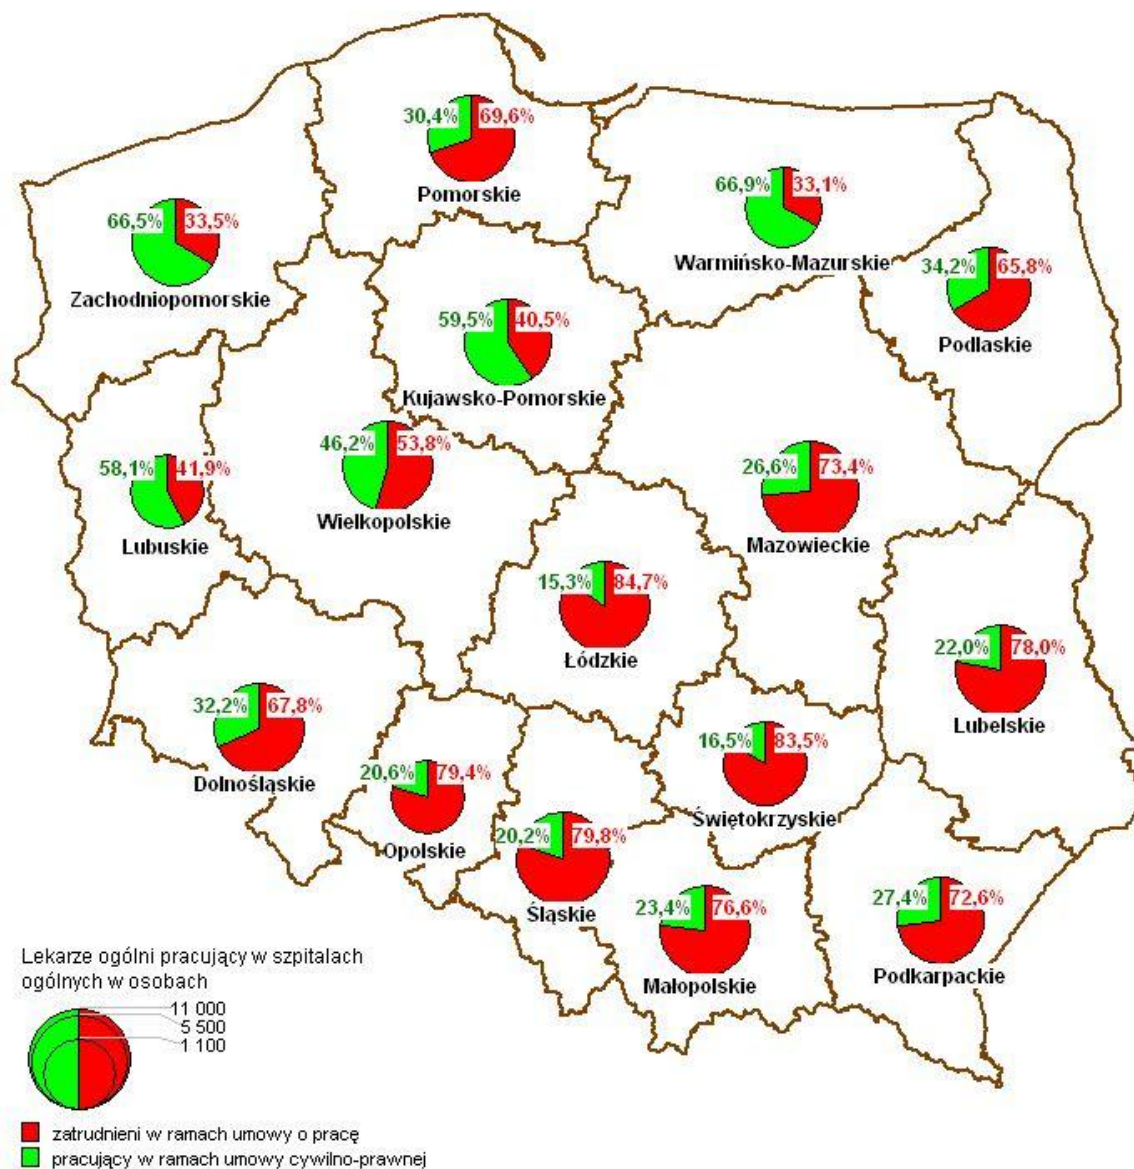 30,4% 69,6%
Pomorskie
66,9% 33,1%
Warmińsko-Mazurskie
66,5% 33,5%
Zachodniopomorskie
34,2% 65,8%
Podlaskie
59,5% 40,5%
Kujawsko-Pomorskie
46,2% 53,8%
Wielkopolskie
58,1% 41,9%
Lubuskie
26,6% 73,4%
Mazowieckie
15,3% 84,7%
Łódzkie
22,0% 78,0%
Lubelskie
32,2% 67,8%
Dolnośląskie
20,6% 79,4%
Opolskie
16,5% 83,5%
Świętokrzyskie
20,2% 79,8%
Śląskie
23,4% 76,6%
Małopolskie
27,4% 72,6%
Podkarpackie
Lekarze ogólni pracujący w szpitalach
ogólnych w osobach
11 000
5 500
1 100
zatrudnieni w ramach umowy o pracę
pracujący w ramach umowy cywilno-prawnej